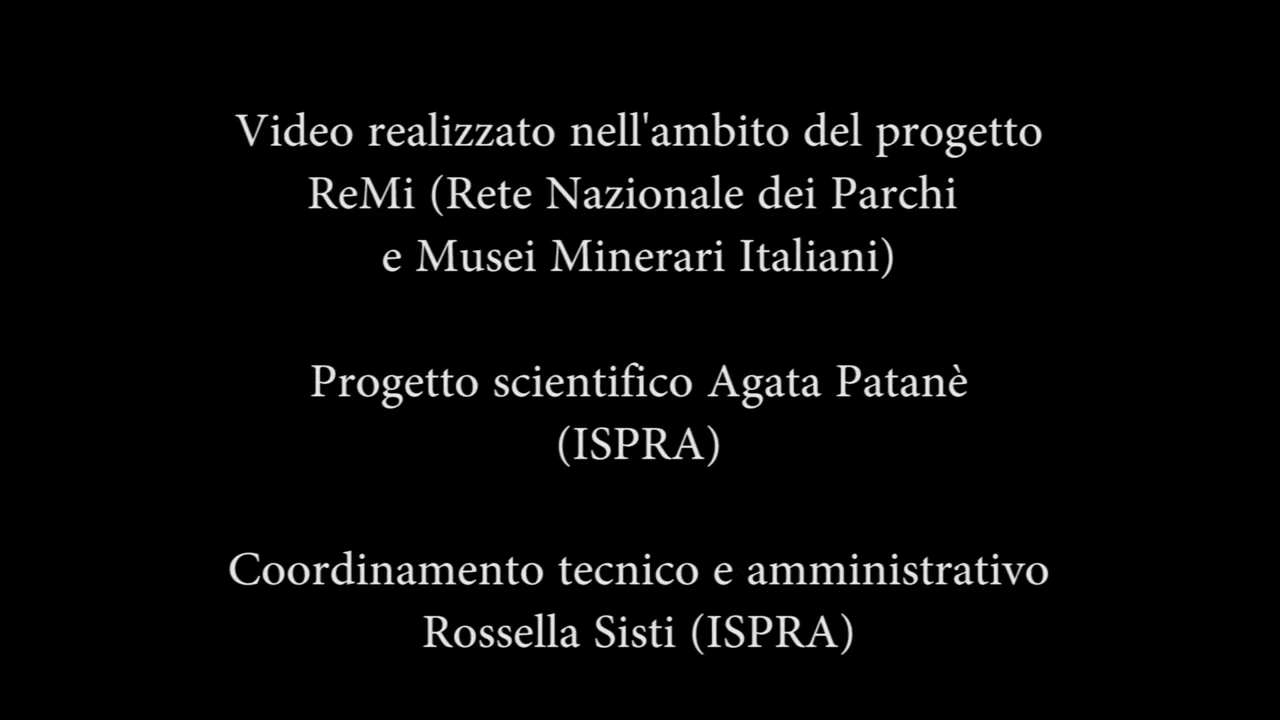 Video realizzato nell'ambito del progetto
ReMi (Rete Nazionale dei Parchi
e Musei Minerari Italiani)
Progetto scientifico Agata Patanè
(ISPRA)
Coordinamento tecnico e amministrativo
Rossella Sisti (ISPRA)